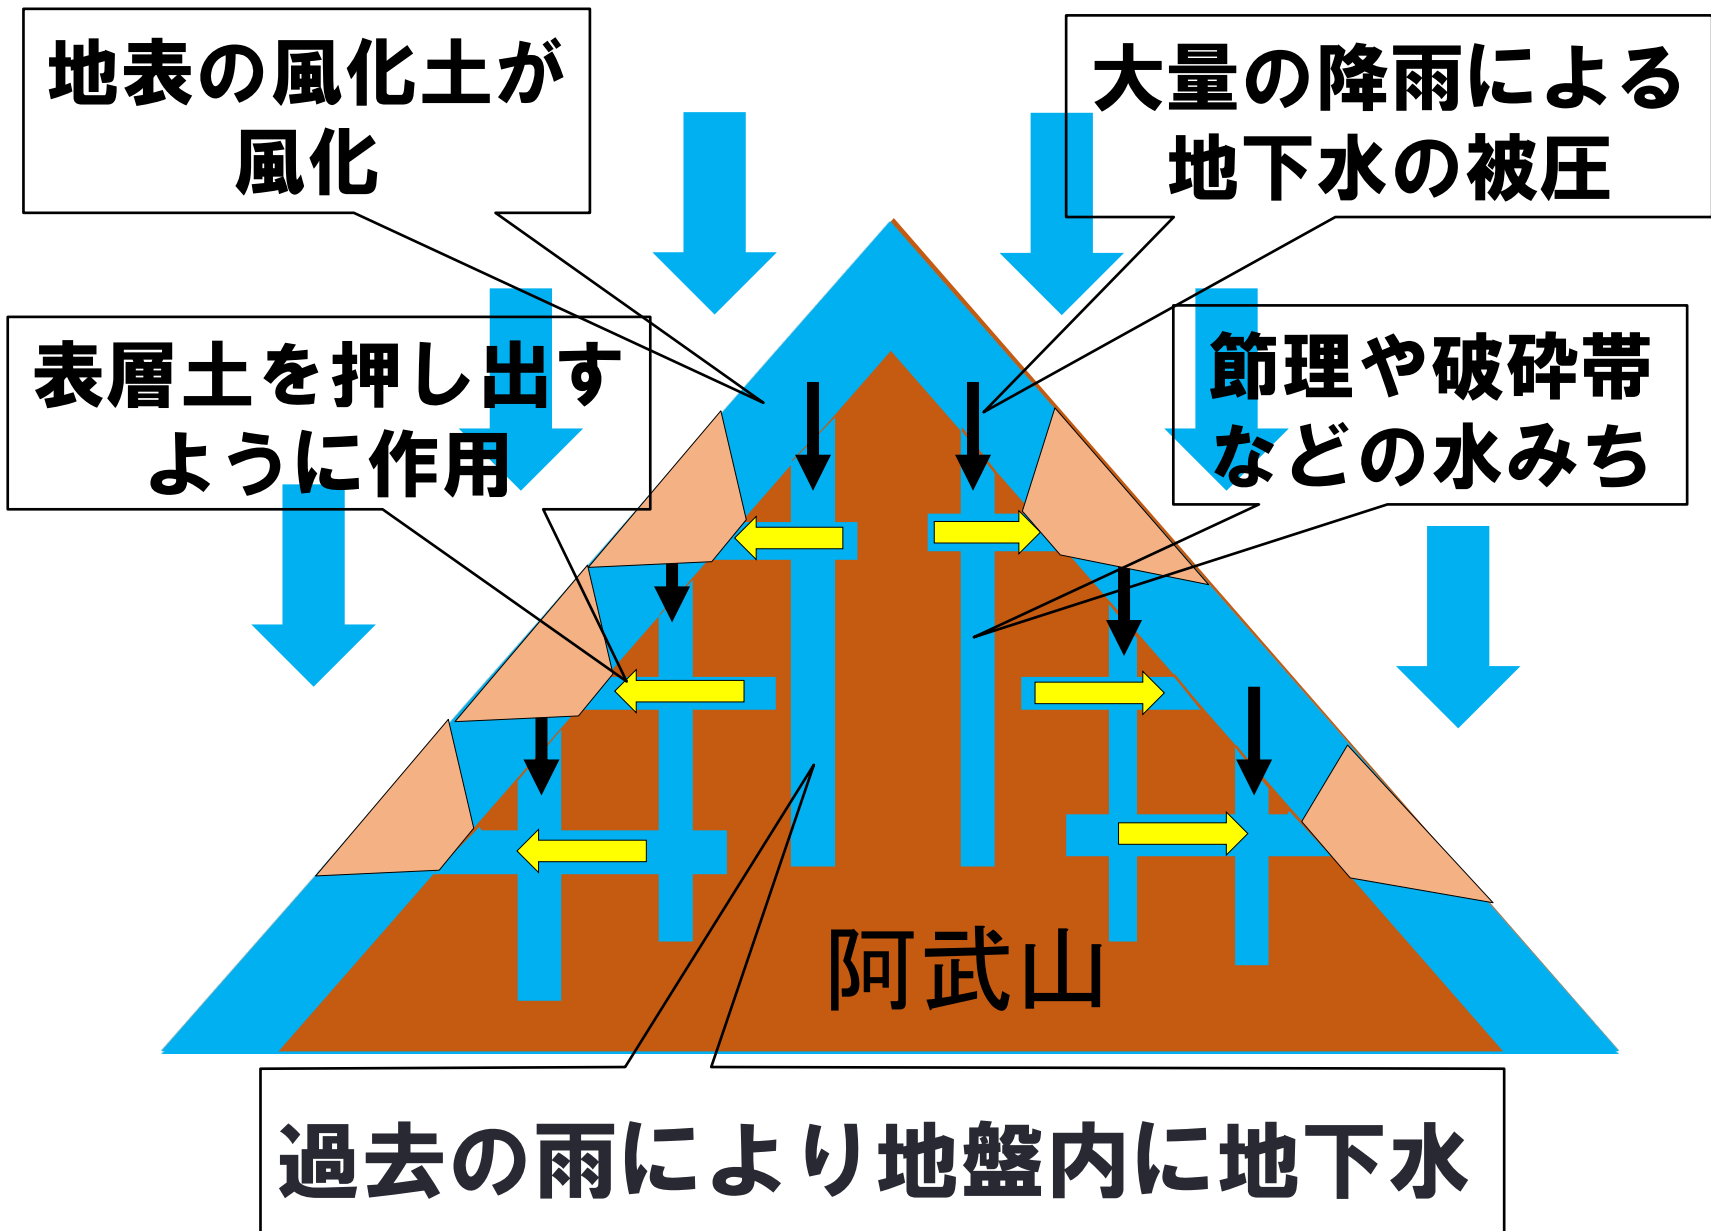 地表の風化土が
風化
大量の降雨による
地下水の被圧
表層土を押し出す
ように作用
節理や破砕帯
などの水みち
阿武山
過去の雨により地盤内に地下水